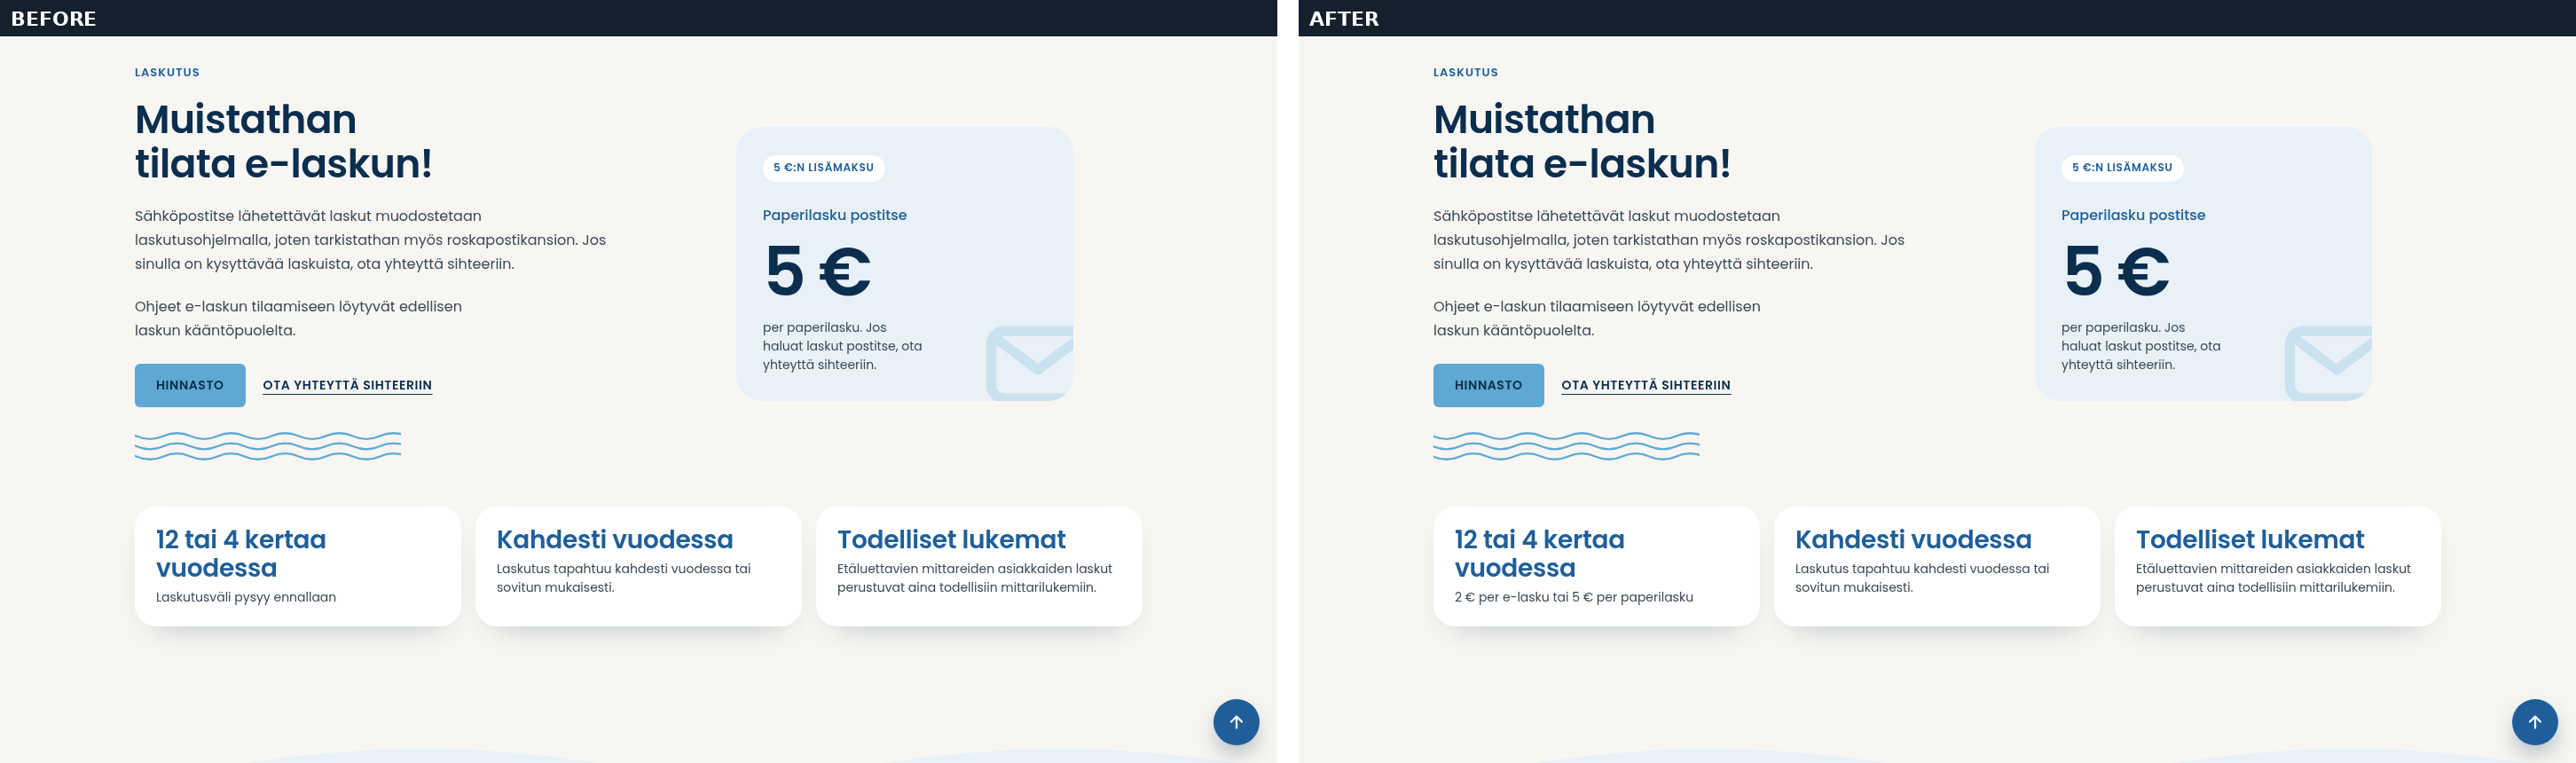 BEFORE
LASKUTUS
Muistathan
tilata e-laskun!
Sähköpostitse lähetettävät laskut muodostetaan
laskutusohjelmalla, joten tarkistathan myös roskapostikansion. Jos
sinulla on kysyttävää laskuista, ota yhteyttä sihteeriin.
Ohjeet e-laskun tilaamiseen löytyvät edellisen
laskun kääntöpuolelta.
HINNASTO
OTA YHTEYTTÄ SIHTEERIIN
5 €:N LISÄMAKSU
Paperilasku postitse
5 €
per paperilasku. Jos
haluat laskut postitse, ota
yhteyttä sihteeriin.
12 tai 4 kertaa
vuodessa
Laskutusväli pysyy ennallaan
Kahdesti vuodessa
Laskutus tapahtuu kahdesti vuodessa tai
sovitun mukaisesti.
Todelliset lukemat
Etäluettavien mittareiden asiakkaiden laskut
perustuvat aina todellisiin mittarilukemiin.
AFTER
LASKUTUS
Muistathan
tilata e-laskun!
Sähköpostitse lähetettävät laskut muodostetaan
laskutusohjelmalla, joten tarkistathan myös roskapostikansion. Jos
sinulla on kysyttävää laskuista, ota yhteyttä sihteeriin.
Ohjeet e-laskun tilaamiseen löytyvät edellisen
laskun kääntöpuolelta.
HINNASTO
OTA YHTEYTTÄ SIHTEERIIN
5 €:N LISÄMAKSU
Paperilasku postitse
5 €
per paperilasku. Jos
haluat laskut postitse, ota
yhteyttä sihteeriin.
12 tai 4 kertaa
vuodessa
2 € per e-lasku tai 5 € per paperilasku
Kahdesti vuodessa
Laskutus tapahtuu kahdesti vuodessa tai
sovitun mukaisesti.
Todelliset lukemat
Etäluettavien mittareiden asiakkaiden laskut
perustuvat aina todellisiin mittarilukemiin.